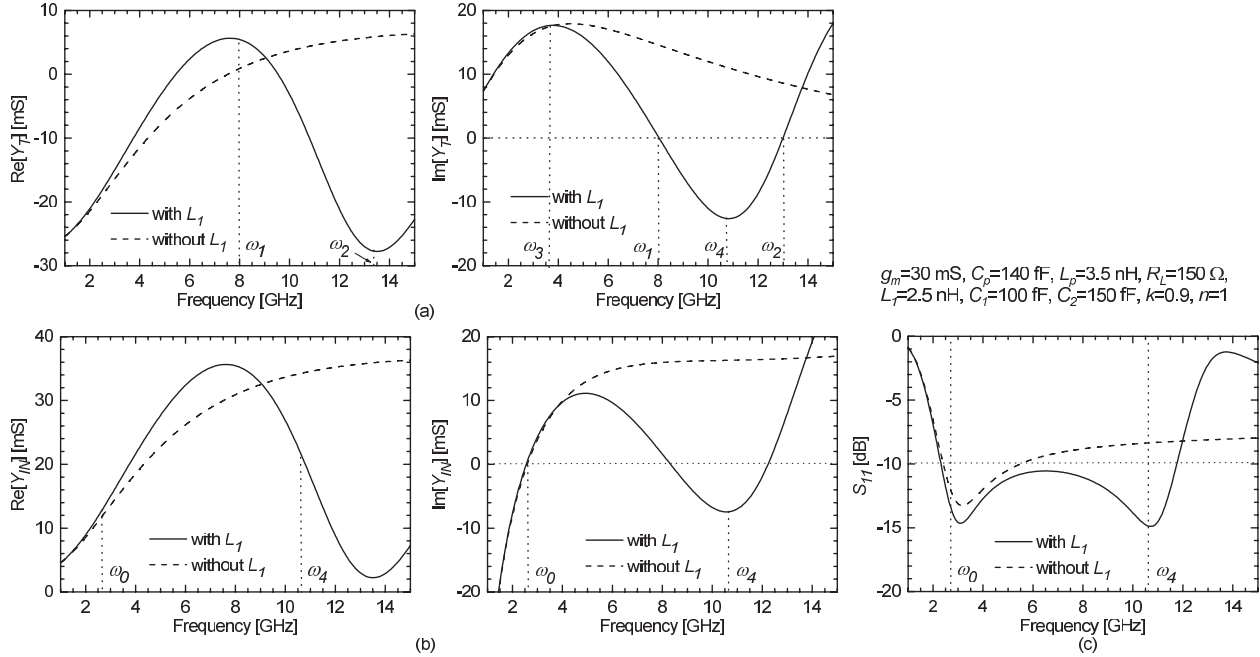 10
0
-10
-20
-30
Re[Y_T] [mS]
with L_1
without L_1
ω_1
ω_2
2 4 6 8 10 12 14
Frequency [GHz]
20
10
0
-10
20
Im[Y_T] [mS]
with L_1
without L_1
ω_3
ω_1
ω_4
ω_2
2 4 6 8 10 12 14
Frequency [GHz]
(a)
g_m=30 mS, C_p=140 fF, L_p=3.5 nH, R_L=150 Ω,
L_1=2.5 nH, C_1=100 fF, C_2=150 fF, k=0.9, n=1
40
30
20
10
0
Re[Y_IN] [mS]
with L_1
without L_1
ω_0
ω_4
2 4 6 8 10 12 14
Frequency [GHz]
20
10
0
-10
20
Im[Y_IN] [mS]
with L_1
without L_1
ω_0
ω_4
2 4 6 8 10 12 14
Frequency [GHz]
(b)
0
-5
-10
-15
-20
S_11 [dB]
with L_1
without L_1
ω_0
ω_4
2 4 6 8 10 12 14
Frequency [GHz]
(c)